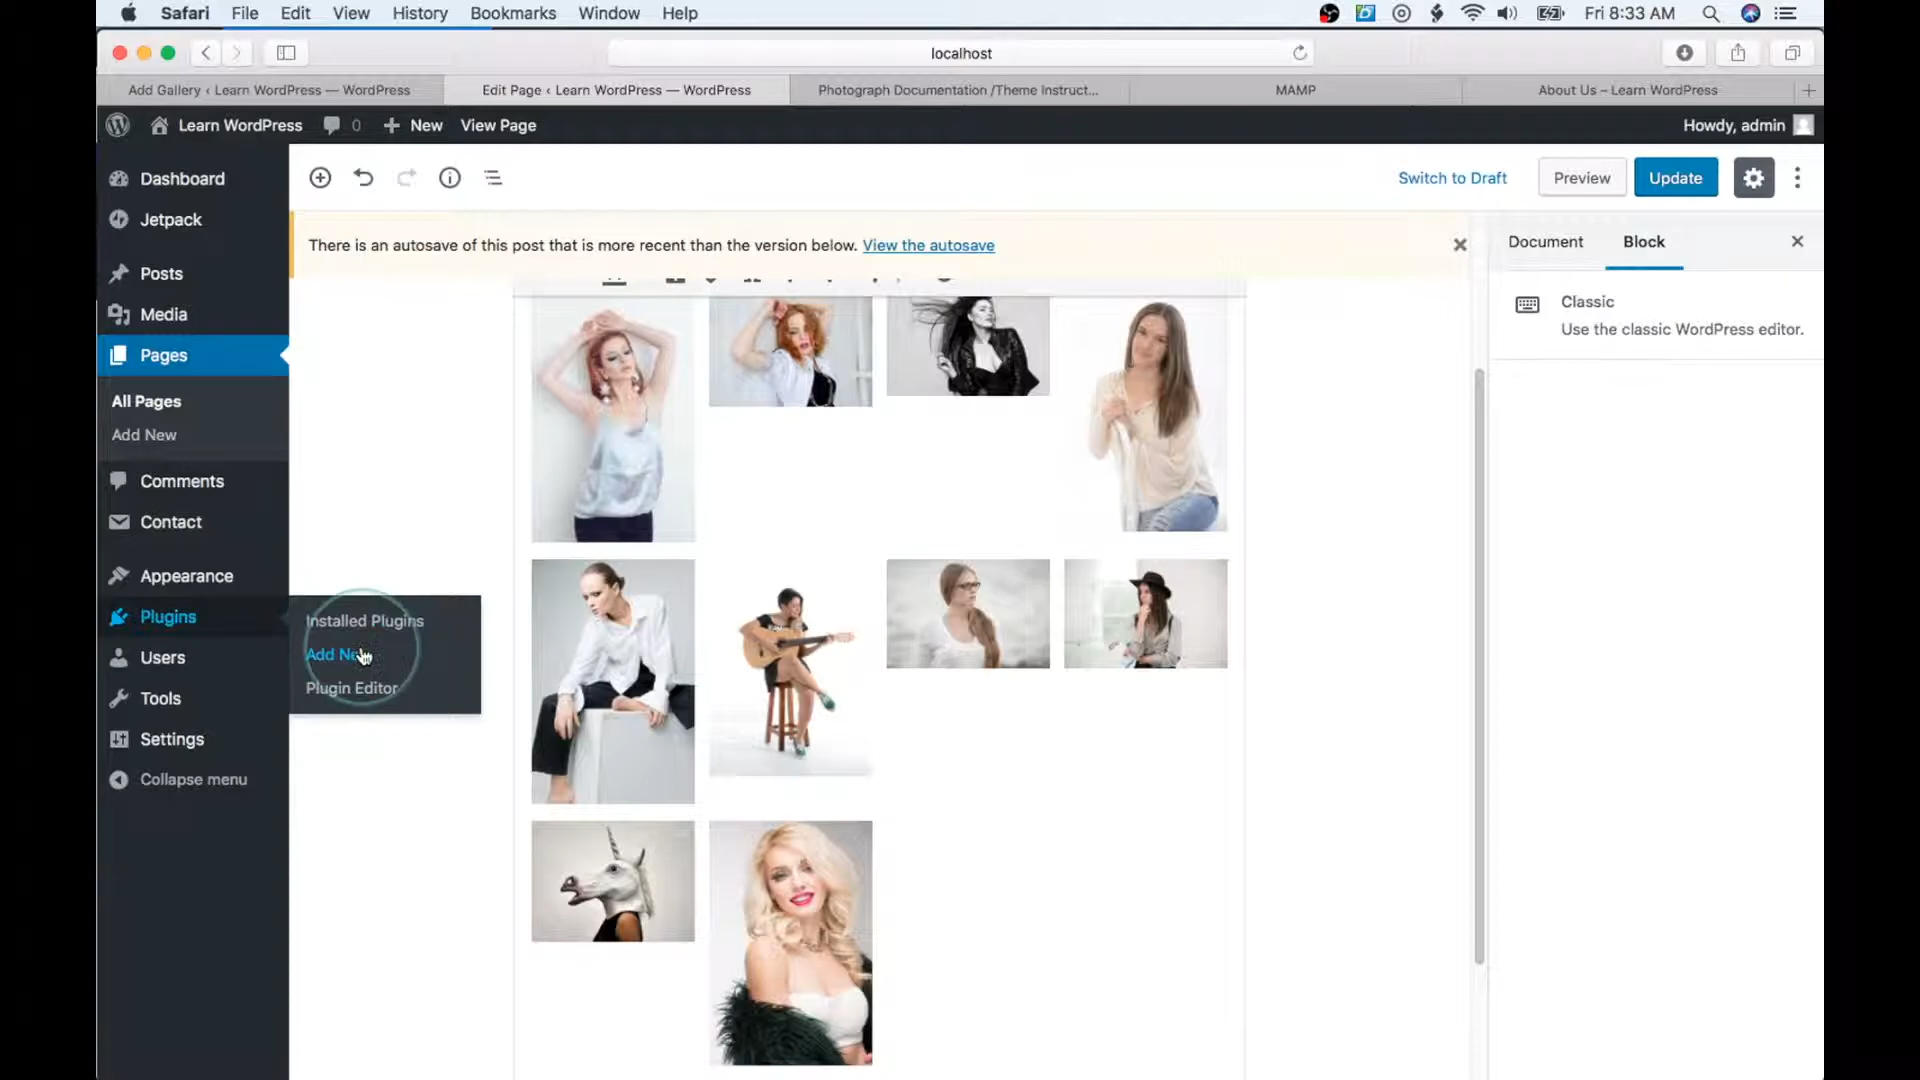 Safari File Edit View History Bookmarks Window Help Fri 8:33 AM
localhost
Add Gallery ‹ Learn WordPress — WordPress Edit Page ‹ Learn WordPress — WordPress Photograph Documentation /Theme Instruct... MAMP About Us – Learn WordPress
Learn WordPress 0 New View Page Howdy, admin
Dashboard
Switch to Draft Preview Update
Jetpack
There is an autosave of this post that is more recent than the version below. View the autosave
Document Block
Posts
Classic
Use the classic WordPress editor.
Media
Pages
All Pages
Add New
Comments
Contact
Appearance
Plugins
Installed Plugins
Add
Plugin Editor
Users
Tools
Settings
Collapse menu